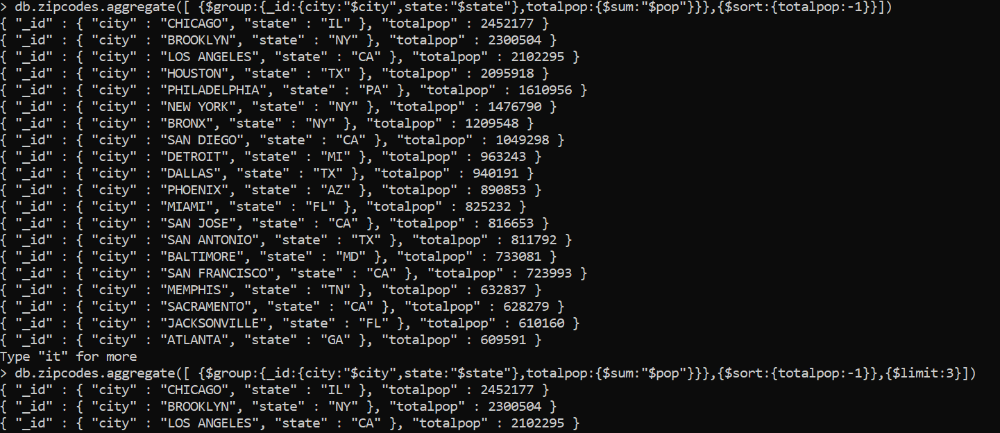 > db.zipcodes.aggregate([ {$group:{_id:{city:"$city",state:"$state"},totalpop:{$sum:"$pop"}}},{$sort:{totalpop:-1}}])
{ "_id" : { "city" : "CHICAGO", "state" : "IL" }, "totalpop" : 2452177 }
{ "_id" : { "city" : "BROOKLYN", "state" : "NY" }, "totalpop" : 2300504 }
{ "_id" : { "city" : "LOS ANGELES", "state" : "CA" }, "totalpop" : 2102295 }
{ "_id" : { "city" : "HOUSTON", "state" : "TX" }, "totalpop" : 2095918 }
{ "_id" : { "city" : "PHILADELPHIA", "state" : "PA" }, "totalpop" : 1610956 }
{ "_id" : { "city" : "NEW YORK", "state" : "NY" }, "totalpop" : 1476790 }
{ "_id" : { "city" : "BRONX", "state" : "NY" }, "totalpop" : 1209548 }
{ "_id" : { "city" : "SAN DIEGO", "state" : "CA" }, "totalpop" : 1049298 }
{ "_id" : { "city" : "DETROIT", "state" : "MI" }, "totalpop" : 963243 }
{ "_id" : { "city" : "DALLAS", "state" : "TX" }, "totalpop" : 940191 }
{ "_id" : { "city" : "PHOENIX", "state" : "AZ" }, "totalpop" : 890853 }
{ "_id" : { "city" : "MIAMI", "state" : "FL" }, "totalpop" : 825232 }
{ "_id" : { "city" : "SAN JOSE", "state" : "CA" }, "totalpop" : 816653 }
{ "_id" : { "city" : "SAN ANTONIO", "state" : "TX" }, "totalpop" : 811792 }
{ "_id" : { "city" : "BALTIMORE", "state" : "MD" }, "totalpop" : 733081 }
{ "_id" : { "city" : "SAN FRANCISCO", "state" : "CA" }, "totalpop" : 723993 }
{ "_id" : { "city" : "MEMPHIS", "state" : "TN" }, "totalpop" : 632837 }
{ "_id" : { "city" : "SACRAMENTO", "state" : "CA" }, "totalpop" : 628279 }
{ "_id" : { "city" : "JACKSONVILLE", "state" : "FL" }, "totalpop" : 610160 }
{ "_id" : { "city" : "ATLANTA", "state" : "GA" }, "totalpop" : 609591 }
Type "it" for more
> db.zipcodes.aggregate([ {$group:{_id:{city:"$city",state:"$state"},totalpop:{$sum:"$pop"}}},{$sort:{totalpop:-1}},{$limit:3}])
{ "_id" : { "city" : "CHICAGO", "state" : "IL" }, "totalpop" : 2452177 }
{ "_id" : { "city" : "BROOKLYN", "state" : "NY" }, "totalpop" : 2300504 }
{ "_id" : { "city" : "LOS ANGELES", "state" : "CA" }, "totalpop" : 2102295 }